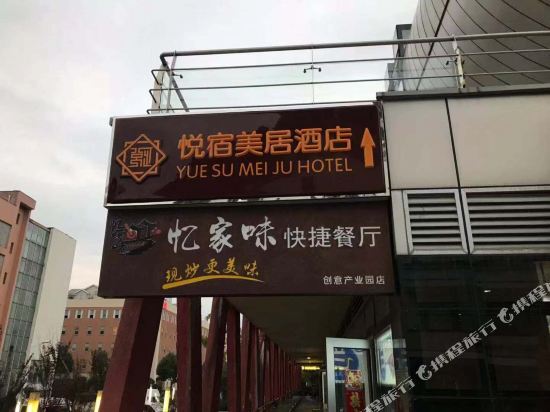 悦宿美居酒店
YUE SU MEI JU HOTEL
忆家味 快捷餐厅
现炒更美味
创意产业园店
@携程旅行